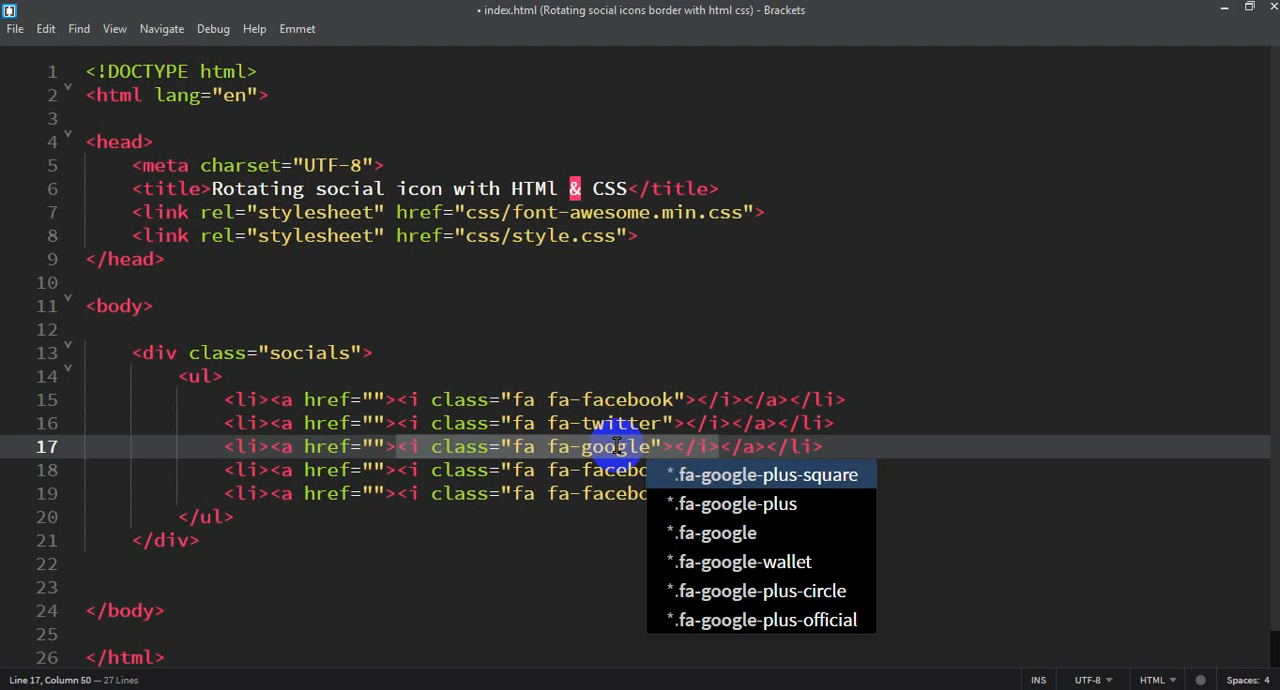 • index.html (Rotating social icons border with html css) - Brackets
File Edit Find View Navigate Debug Help Emmet
1 <!DOCTYPE html>
2 <html lang="en">
3
4 <head>
5 <meta charset="UTF-8">
6 <title>Rotating social icon with HTMl & CSS</title>
7 <link rel="stylesheet" href="css/font-awesome.min.css">
8 <link rel="stylesheet" href="css/style.css">
9 </head>
10
11 <body>
12
13 <div class="socials">
14 <ul>
15 <li><a href=""><i class="fa fa-facebook"></i></a></li>
16 <li><a href=""><i class="fa fa-twitter"></i></a></li>
17 <li><a href=""><i class="fa fa-google"></i></a></li>
18 <li><a href=""><i class="fa fa-facebo
*.fa-google-plus-square
19 <li><a href=""><i class="fa fa-facebo
*.fa-google-plus
20 </ul>
*.fa-google
21 </div>
*.fa-google-wallet
22
*.fa-google-plus-circle
23
24 </body>
*.fa-google-plus-official
25
26 </html>
Line 17, Column 50 — 27 Lines INS UTF-8 HTML Spaces: 4